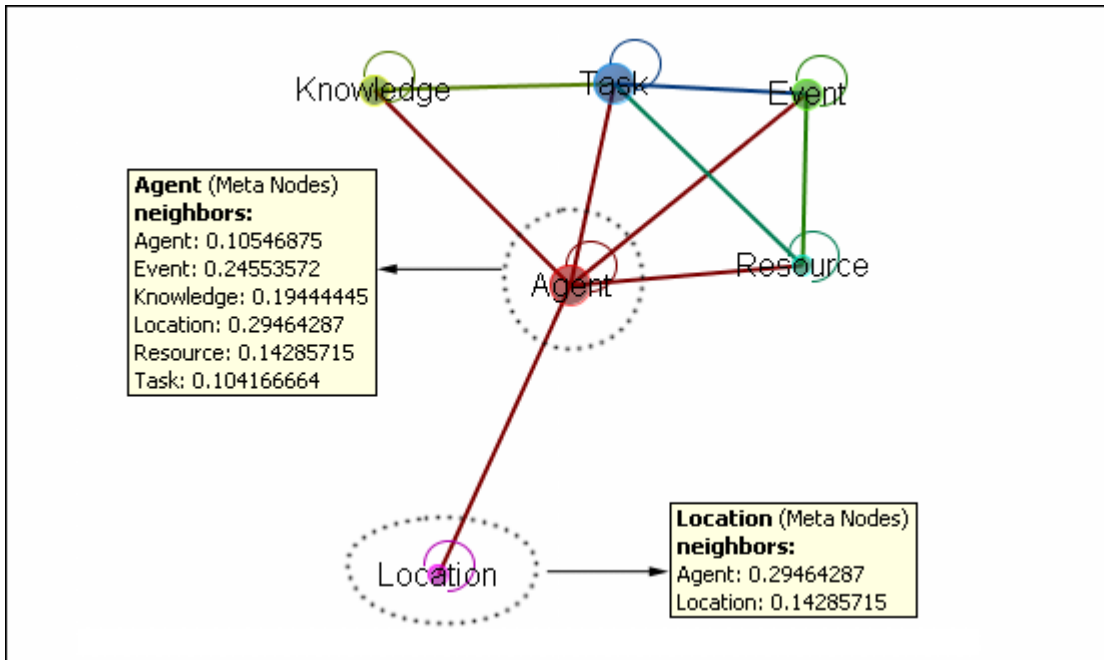 Knowledge
Task
Event
Agent (Meta Nodes)
neighbors:
Agent: 0.10546875
Event: 0.24553572
Knowledge: 0.19444445
Location: 0.29464287
Resource: 0.14285715
Task: 0.104166664
Agent
Resource
Location
Location (Meta Nodes)
neighbors:
Agent: 0.29464287
Location: 0.14285715